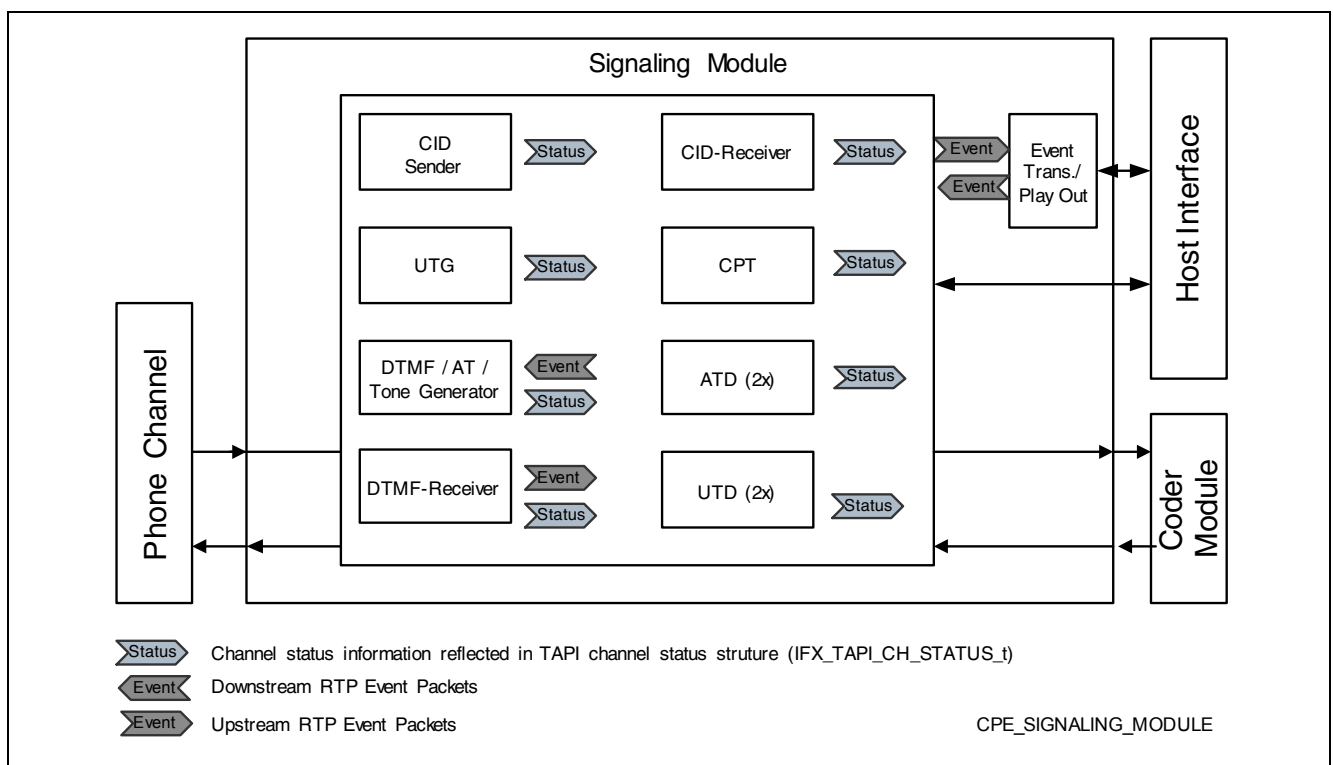 Signaling Module
CID
Sender
Status
CID-Receiver
Status
Event
Event
Event
Trans./
Play Out
Host Interface
UTG
Status
CPT
Status
DTMF / AT /
Tone Generator
Event
Status
ATD (2x)
Status
DTMF-Receiver
Event
Status
UTD (2x)
Status
Phone Channel
Coder
Module
Status
Channel status information reflected in TAPI channel status struture (IFX_TAPI_CH_STATUS_t)
Event
Downstream RTP Event Packets
Event
Upstream RTP Event Packets
CPE_SIGNALING_MODULE